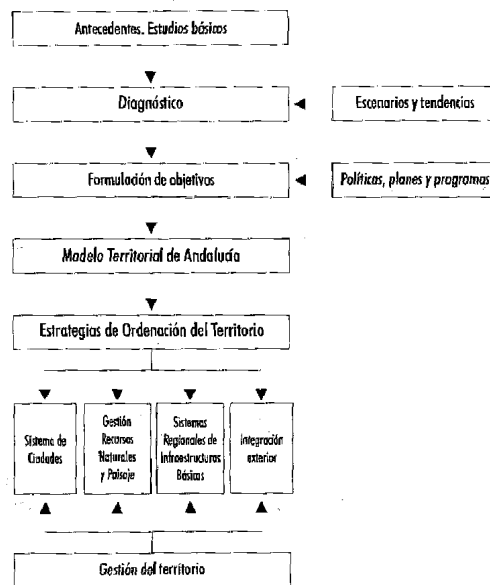 Antecedentes. Estudios básicos
Diagnóstico
Escenarios y tendencias
Formulación de objetivos
Políticas, planes y programas
Modelo Territorial de Andalucía
Estrategias de Ordenación del Territorio
Sistema de
Ciudades
Gestión
Recursos
Naturales
y Paisaje
Sistemas
Regionales de
Infraestructuras
Básicas
Integración
exterior
Gestión del territorio